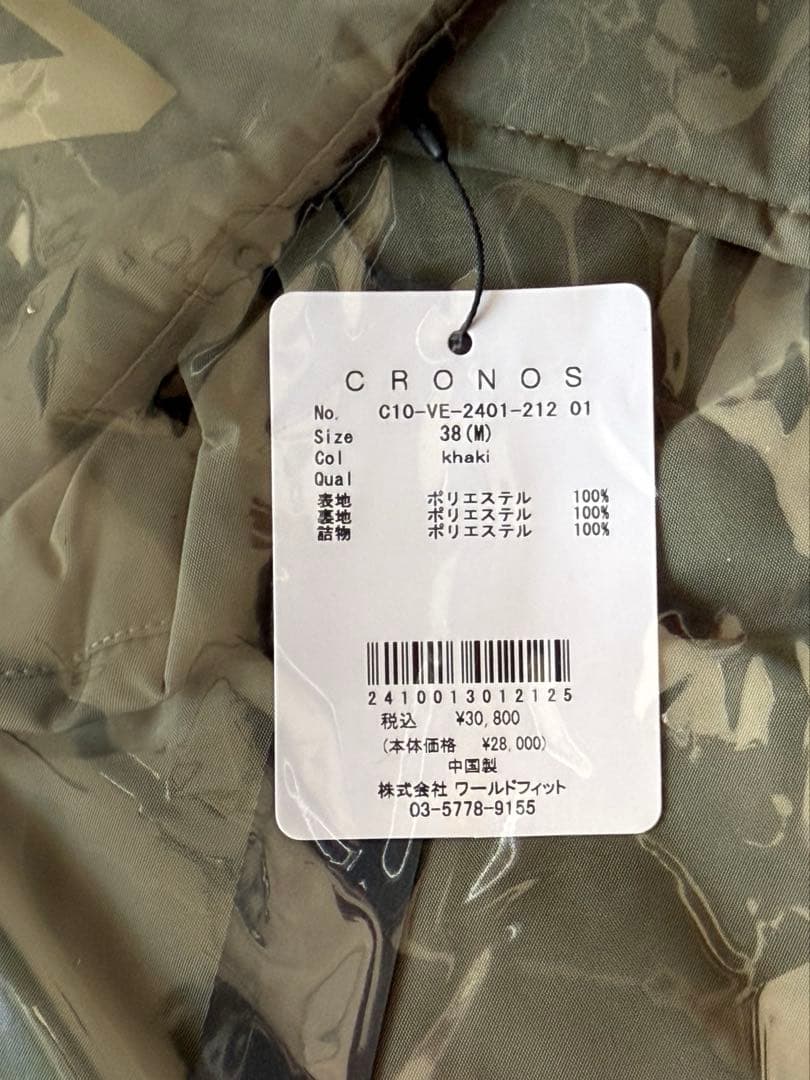 CRONOS
No. C10-VE-2401-212 01
Size 38(M)
Col khaki
Qual
表地 ポリエステル 100%
裏地 ポリエステル 100%
詰物 ポリエステル 100%
2410013012125
税込 ¥30,800
(本体価格 ¥28,000)
中国製
株式会社 ワールドフィット
03-5778-9155